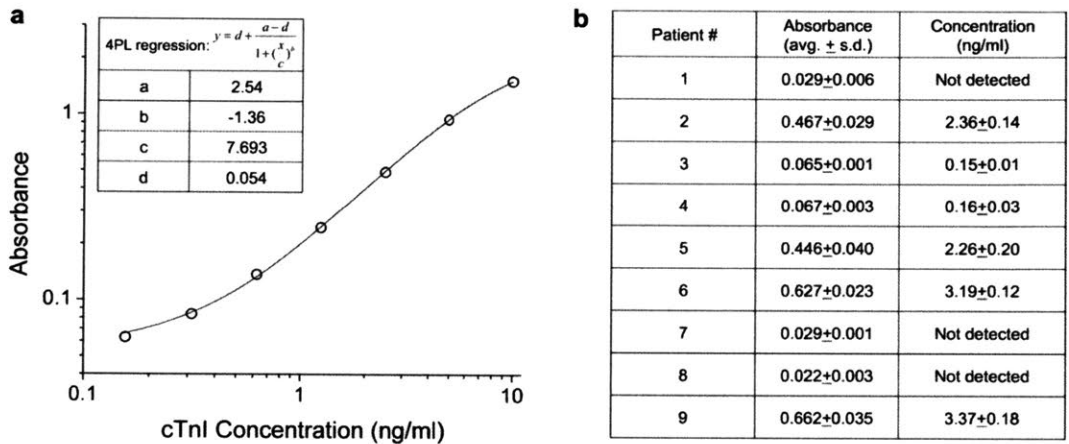 a
4PL regression: y = d + \frac{a-d}{1+(\frac{x}{c})^b}
a 2.54
b -1.36
c 7.693
d 0.054
1
0.1
Absorbance
0.1 1 10
cTnI Concentration (ng/ml)
b
Patient # Absorbance (avg. ± s.d.) Concentration (ng/ml)
1 0.029±0.006 Not detected
2 0.467±0.029 2.36±0.14
3 0.065±0.001 0.15±0.01
4 0.067±0.003 0.16±0.03
5 0.446±0.040 2.26±0.20
6 0.627±0.023 3.19±0.12
7 0.029±0.001 Not detected
8 0.022±0.003 Not detected
9 0.662±0.035 3.37±0.18